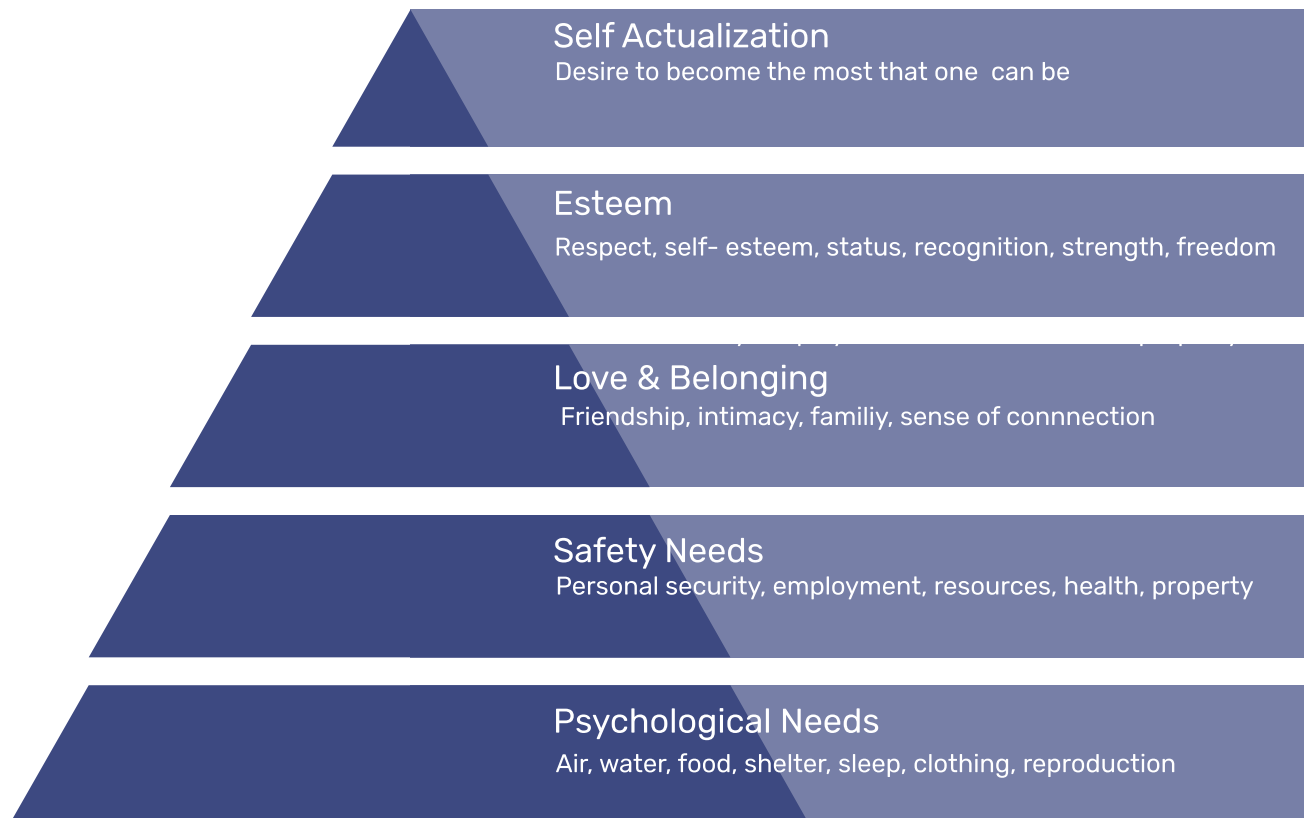 Self Actualization
Desire to become the most that one  can be
Esteem
Respect, self- esteem, status, recognition, strength, freedom
Love & Belonging
Friendship, intimacy, familiy, sense of connnection
Safety Needs
Personal security, employment, resources, health, property
Psychological Needs
Air, water, food, shelter, sleep, clothing, reproduction